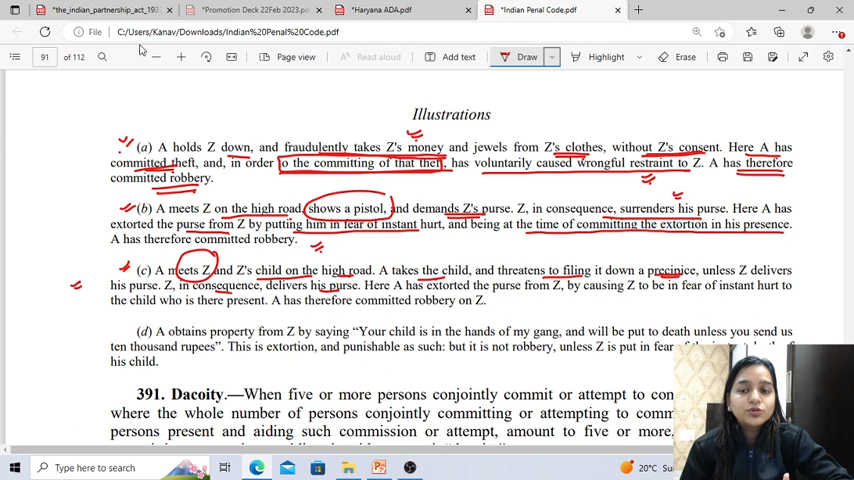 *the_indian_partnership_act_193
*Promotion Deck 22Feb 2023.pdf
*Haryana ADA.pdf
*Indian Penal Code.pdf
File C:/Users/Kanav/Downloads/Indian%20Penal%20Code.pdf
91 of 112 Page view Read aloud Add text Draw Highlight Erase
Illustrations
(a) A holds Z down, and fraudulently takes Z's money and jewels from Z's clothes, without Z's consent. Here A has
committed theft, and, in order to the committing of that theft, has voluntarily caused wrongful restraint to Z. A has therefore
committed robbery.
(b) A meets Z on the high road, shows a pistol, and demands Z's purse. Z, in consequence, surrenders his purse. Here A has
extorted the purse from Z by putting him in fear of instant hurt, and being at the time of committing the extortion in his presence.
A has therefore committed robbery.
(c) A meets Z and Z's child on the high road. A takes the child, and threatens to filing it down a precipice, unless Z delivers
his purse. Z, in consequence, delivers his purse. Here A has extorted the purse from Z, by causing Z to be in fear of instant hurt to
the child who is there present. A has therefore committed robbery on Z.
(d) A obtains property from Z by saying "Your child is in the hands of my gang, and will be put to death unless you send us
ten thousand rupees". This is extortion, and punishable as such: but it is not robbery, unless Z is put in fear of
his child.
391. Dacoity.—When five or more persons conjointly commit or attempt to
where the whole number of persons conjointly committing or attempting to
persons present and aiding such commission or attempt, amount to five or more,
Type here to search
20°C